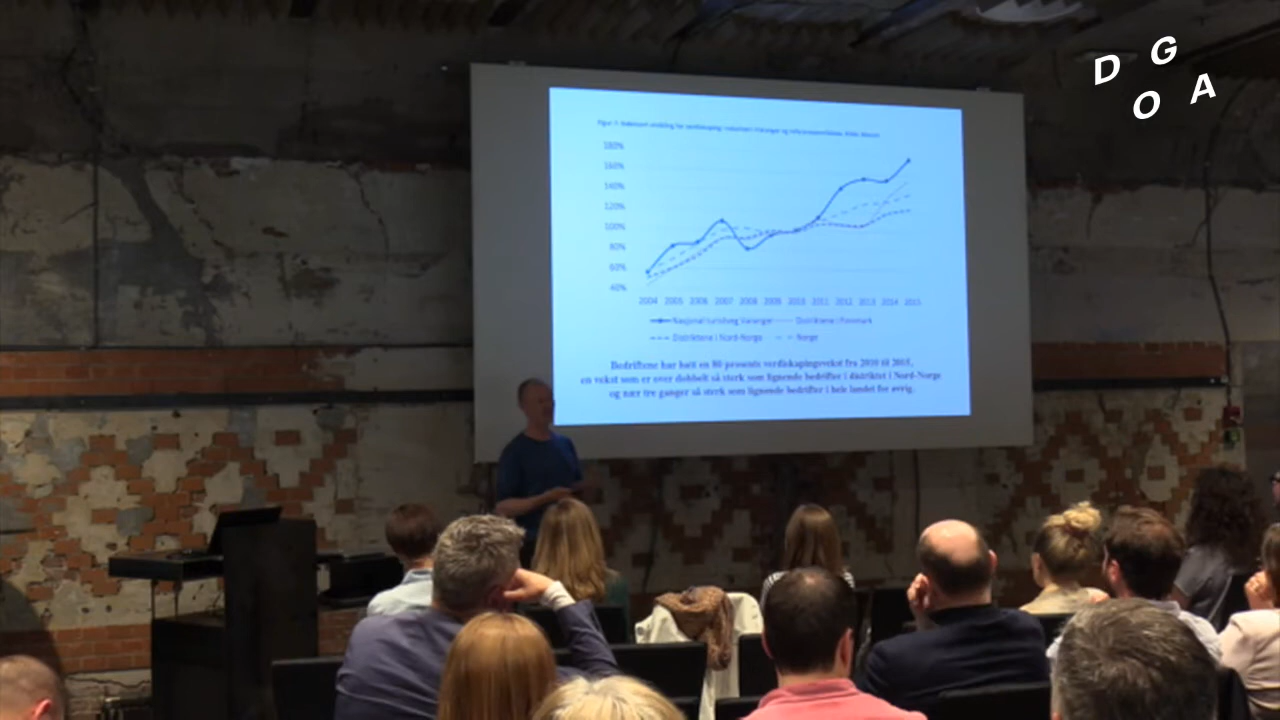 D G
O A
180%
160%
140%
120%
100%
80%
60%
40%
2004 2005 2006 2007 2008 2009 2010 2011 2012 2013 2014 2015
Nasjonal turistveg Varanger Distriktene i Finnmark
Distriktene i Nord-Norge Norge
Bedriftene har hatt en 80 prosents verdiskapingsvekst fra 2010 til 2015,
en vekst som er over dobbelt så sterk som lignende bedrifter i distriktet i Nord-Norge
og nær tre ganger så sterk som lignende bedrifter i hele landet for øvrig.